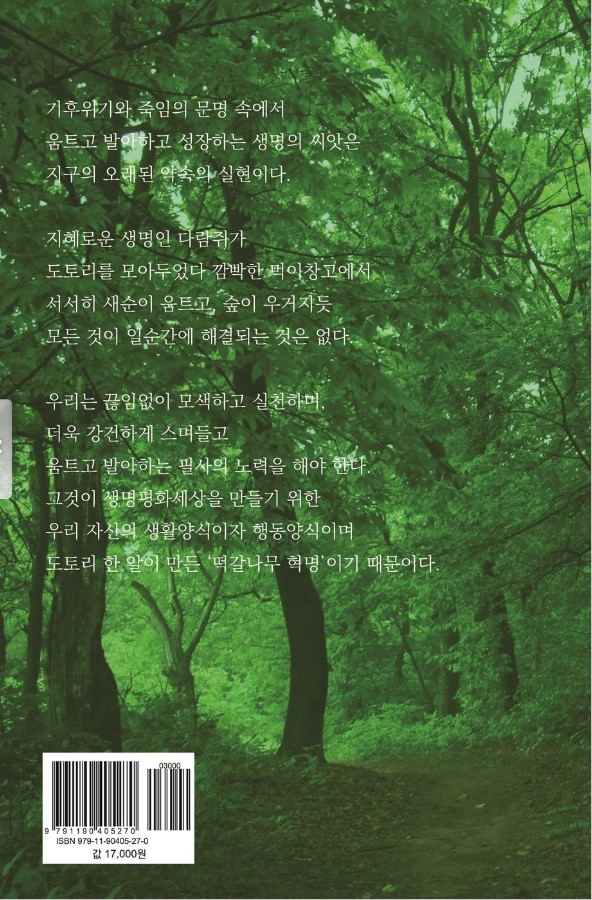 기후위기와 죽임의 문명 속에서
움트고 발아하고 성장하는 생명의 씨앗은
지구의 오래된 약속의 실현이다.
지혜로운 생명인 다람쥐가
도토리를 모아두었다 깜빡한 먹이창고에서
서서히 새순이 움트고, 숲이 우거지듯
모든 것이 일순간에 해결되는 것은 없다.
우리는 끊임없이 모색하고 실천하며,
더욱 강건하게 스며들고
움트고 발아하는 필사의 노력을 해야 한다.
그것이 생명평화세상을 만들기 위한
우리 자신의 생활양식이자 행동양식이며
도토리 한 알이 만든 ‘떡갈나무 혁명’이기 때문이다.
03000
9 791190 405270
ISBN 979-11-90405-27-0
값 17,000원